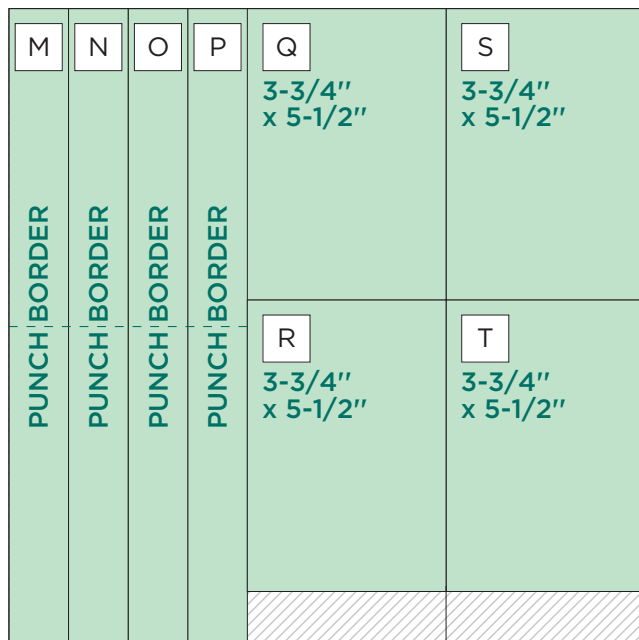 M
N
O
P
Q
3-3/4"
x 5-1/2"
S
3-3/4"
x 5-1/2"
PUNCH BORDER
PUNCH BORDER
PUNCH BORDER
PUNCH BORDER
R
3-3/4"
x 5-1/2"
T
3-3/4"
x 5-1/2"